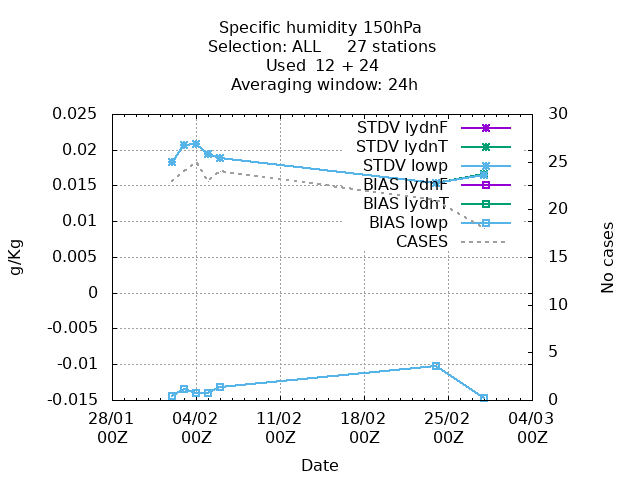 Specific humidity 150hPa
Selection: ALL 27 stations
Used 12 + 24
Averaging window: 24h
0.025
0.02
0.015
0.01
0.005
0
-0.005
-0.01
-0.015
g/Kg
30
25
20
15
10
5
0
No cases
STDV lydnF
STDV lydnT
STDV lowp
BIAS lydnF
BIAS lydnT
BIAS lowp
CASES
28/01 04/02 11/02 18/02 25/02 04/03
00Z 00Z 00Z 00Z 00Z 00Z
Date